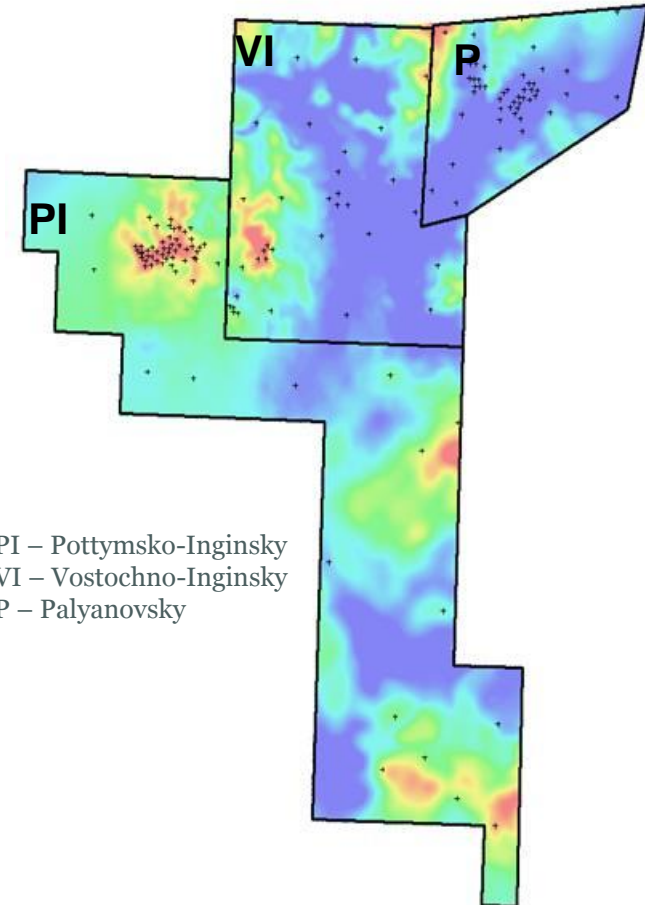 VI
P
PI
PI – Pottymsko-Inginsky
VI – Vostochno-Inginsky
P – Palyanovsky